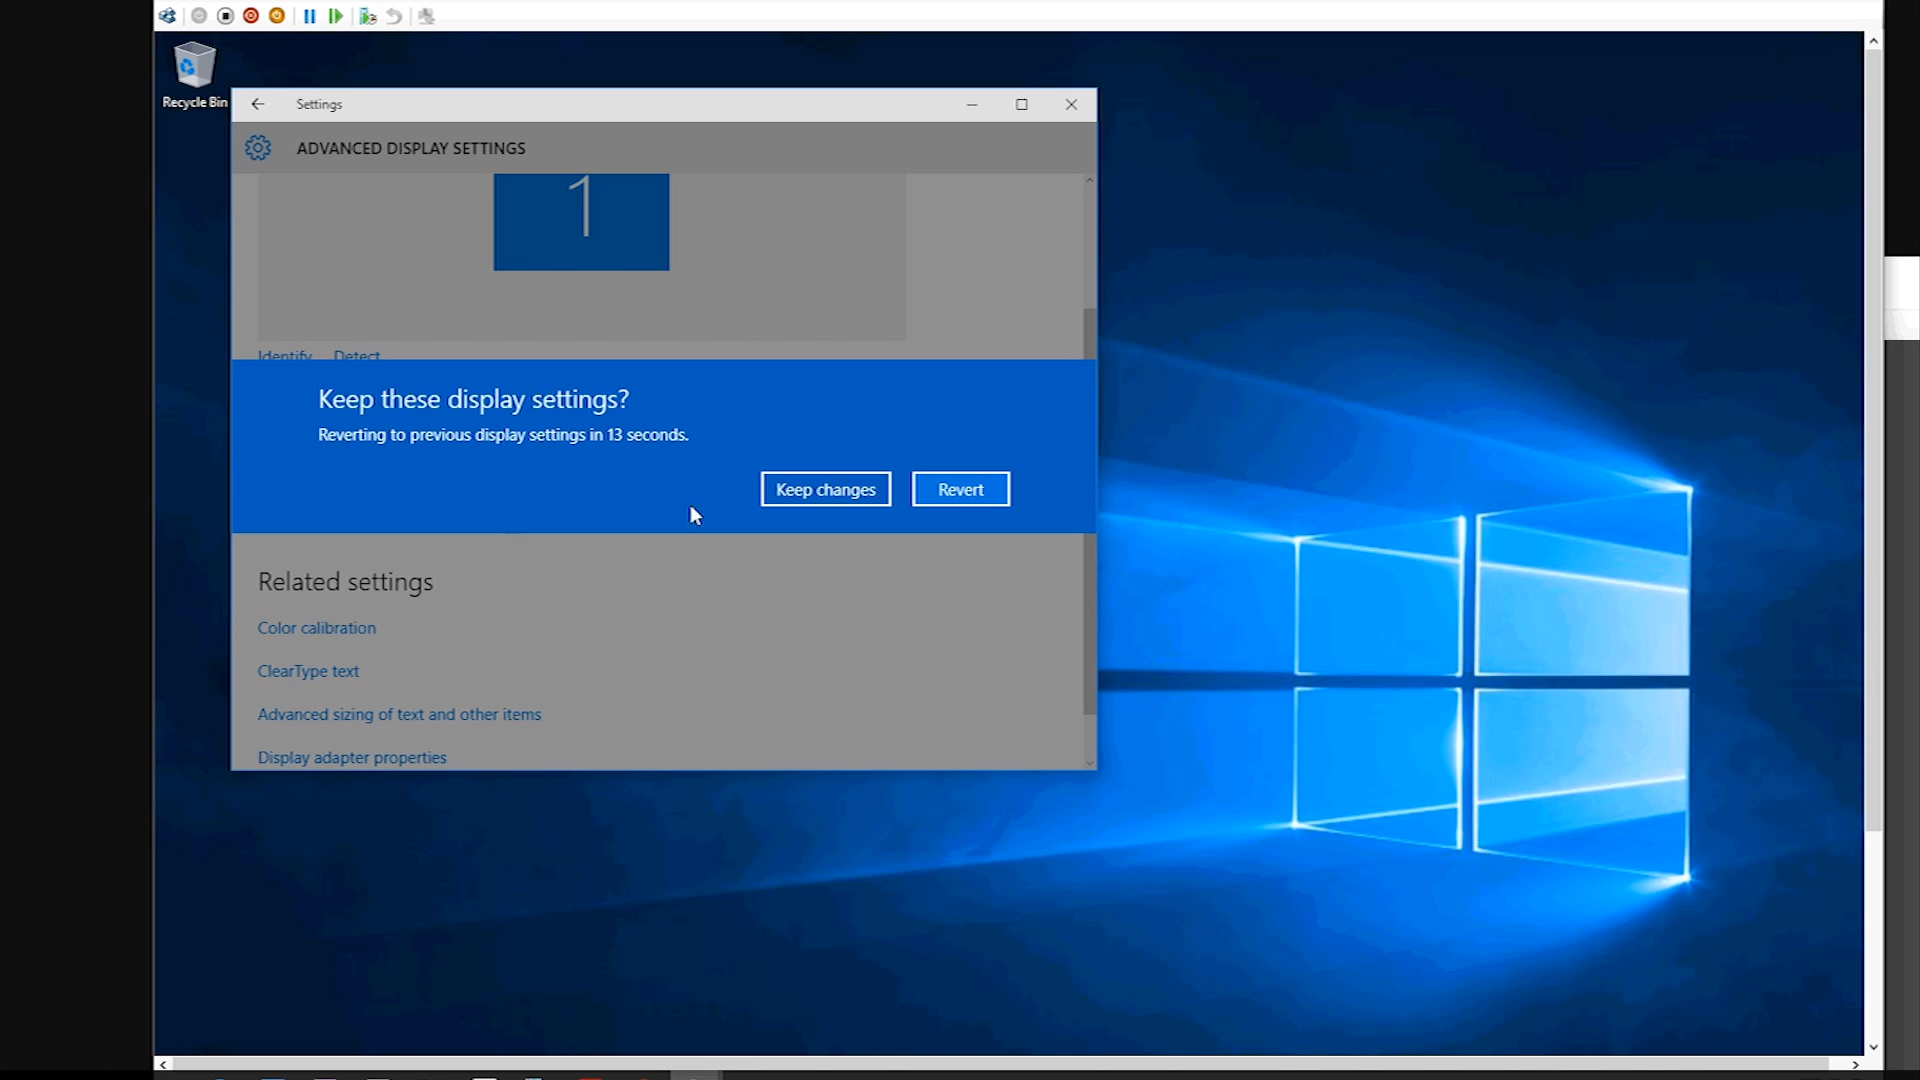 Recycle Bin
Settings
ADVANCED DISPLAY SETTINGS
1
Identify Detect
Keep these display settings?
Reverting to previous display settings in 13 seconds.
Keep changes Revert
Related settings
Color calibration
ClearType text
Advanced sizing of text and other items
Display adapter properties